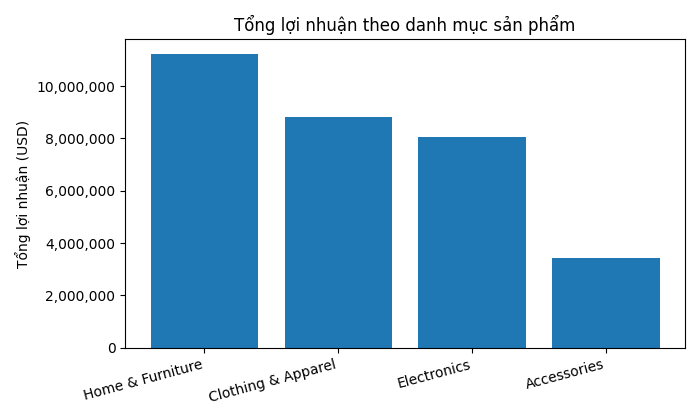 Tổng lợi nhuận theo danh mục sản phẩm
Tổng lợi nhuận (USD)
10,000,000
8,000,000
6,000,000
4,000,000
2,000,000
0
Home & Furniture
Clothing & Apparel
Electronics
Accessories